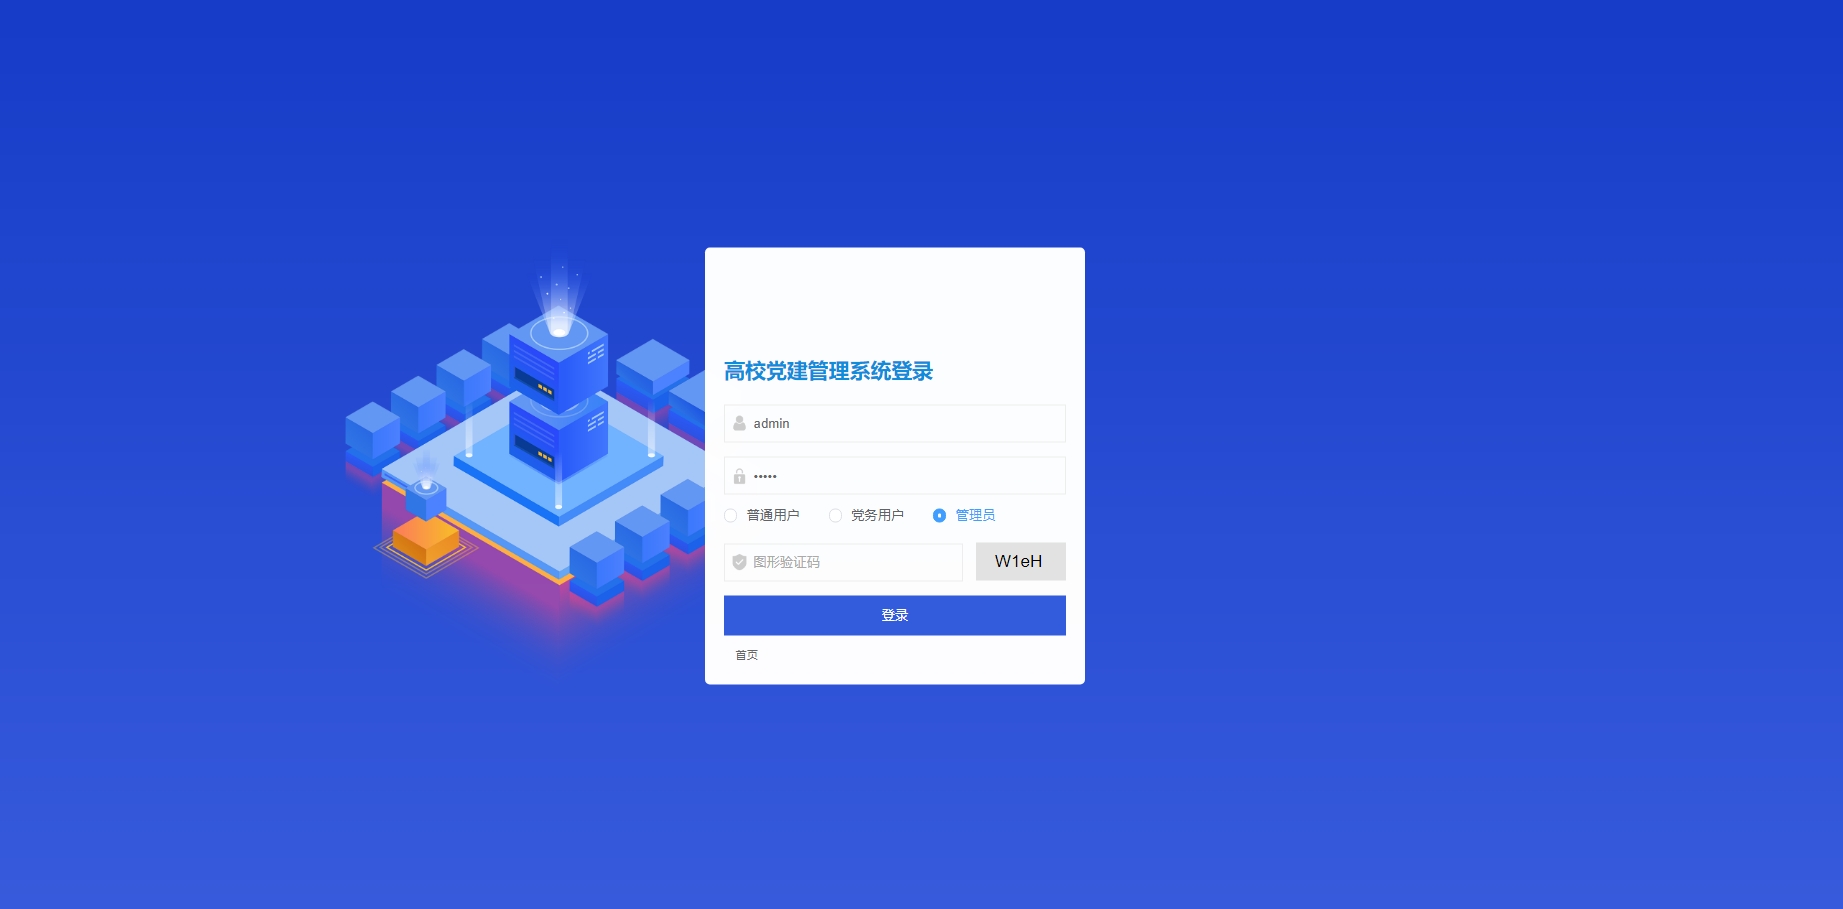 高校党建管理系统登录
admin
•••••
普通用户 党务用户 管理员
图形验证码 W1eH
登录
首页